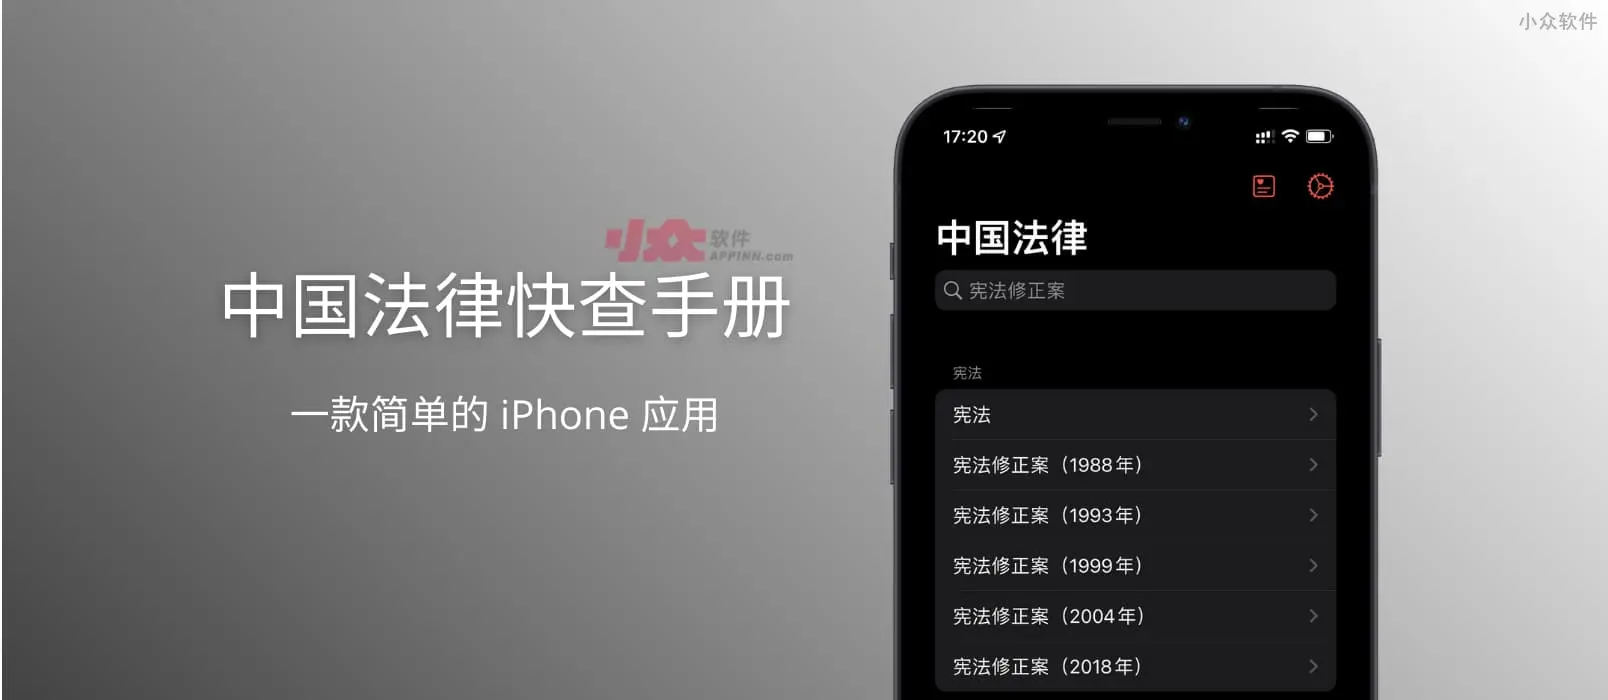 小众软件
小众软件
APPINN.com
中国法律快查手册
一款简单的 iPhone 应用
17:20
中国法律
宪法修正案
宪法
宪法
宪法修正案（1988年）
宪法修正案（1993年）
宪法修正案（1999年）
宪法修正案（2004年）
宪法修正案（2018年）